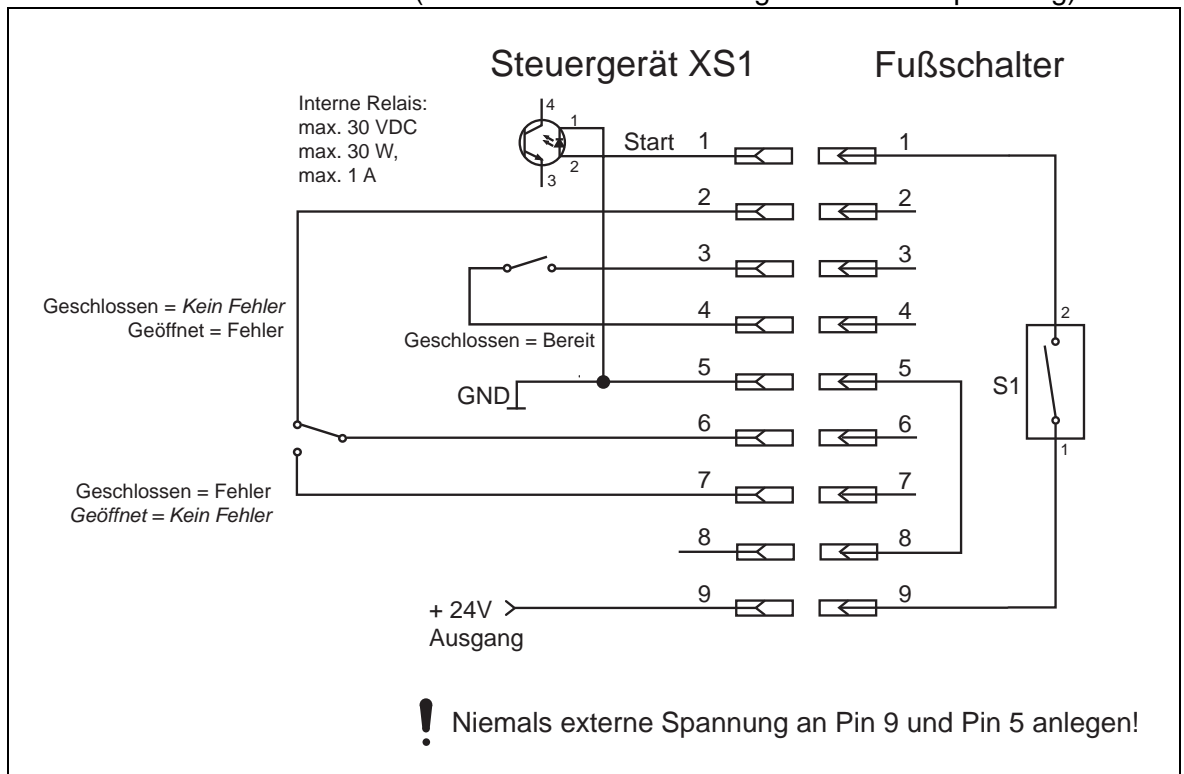 Steuergerät XS1
Fußschalter
Interne Relais:
max. 30 VDC
max. 30 W,
max. 1 A
4
1
2
3
Start 1
1
2
2
3
3
4
4
Geschlossen = Kein Fehler
Geöffnet = Fehler
Geschlossen = Bereit
2
S1
1
5
5
GND
6
6
7
7
Geschlossen = Fehler
Geöffnet = Kein Fehler
8
8
9
9
+ 24V
Ausgang
! Niemals externe Spannung an Pin 9 und Pin 5 anlegen!